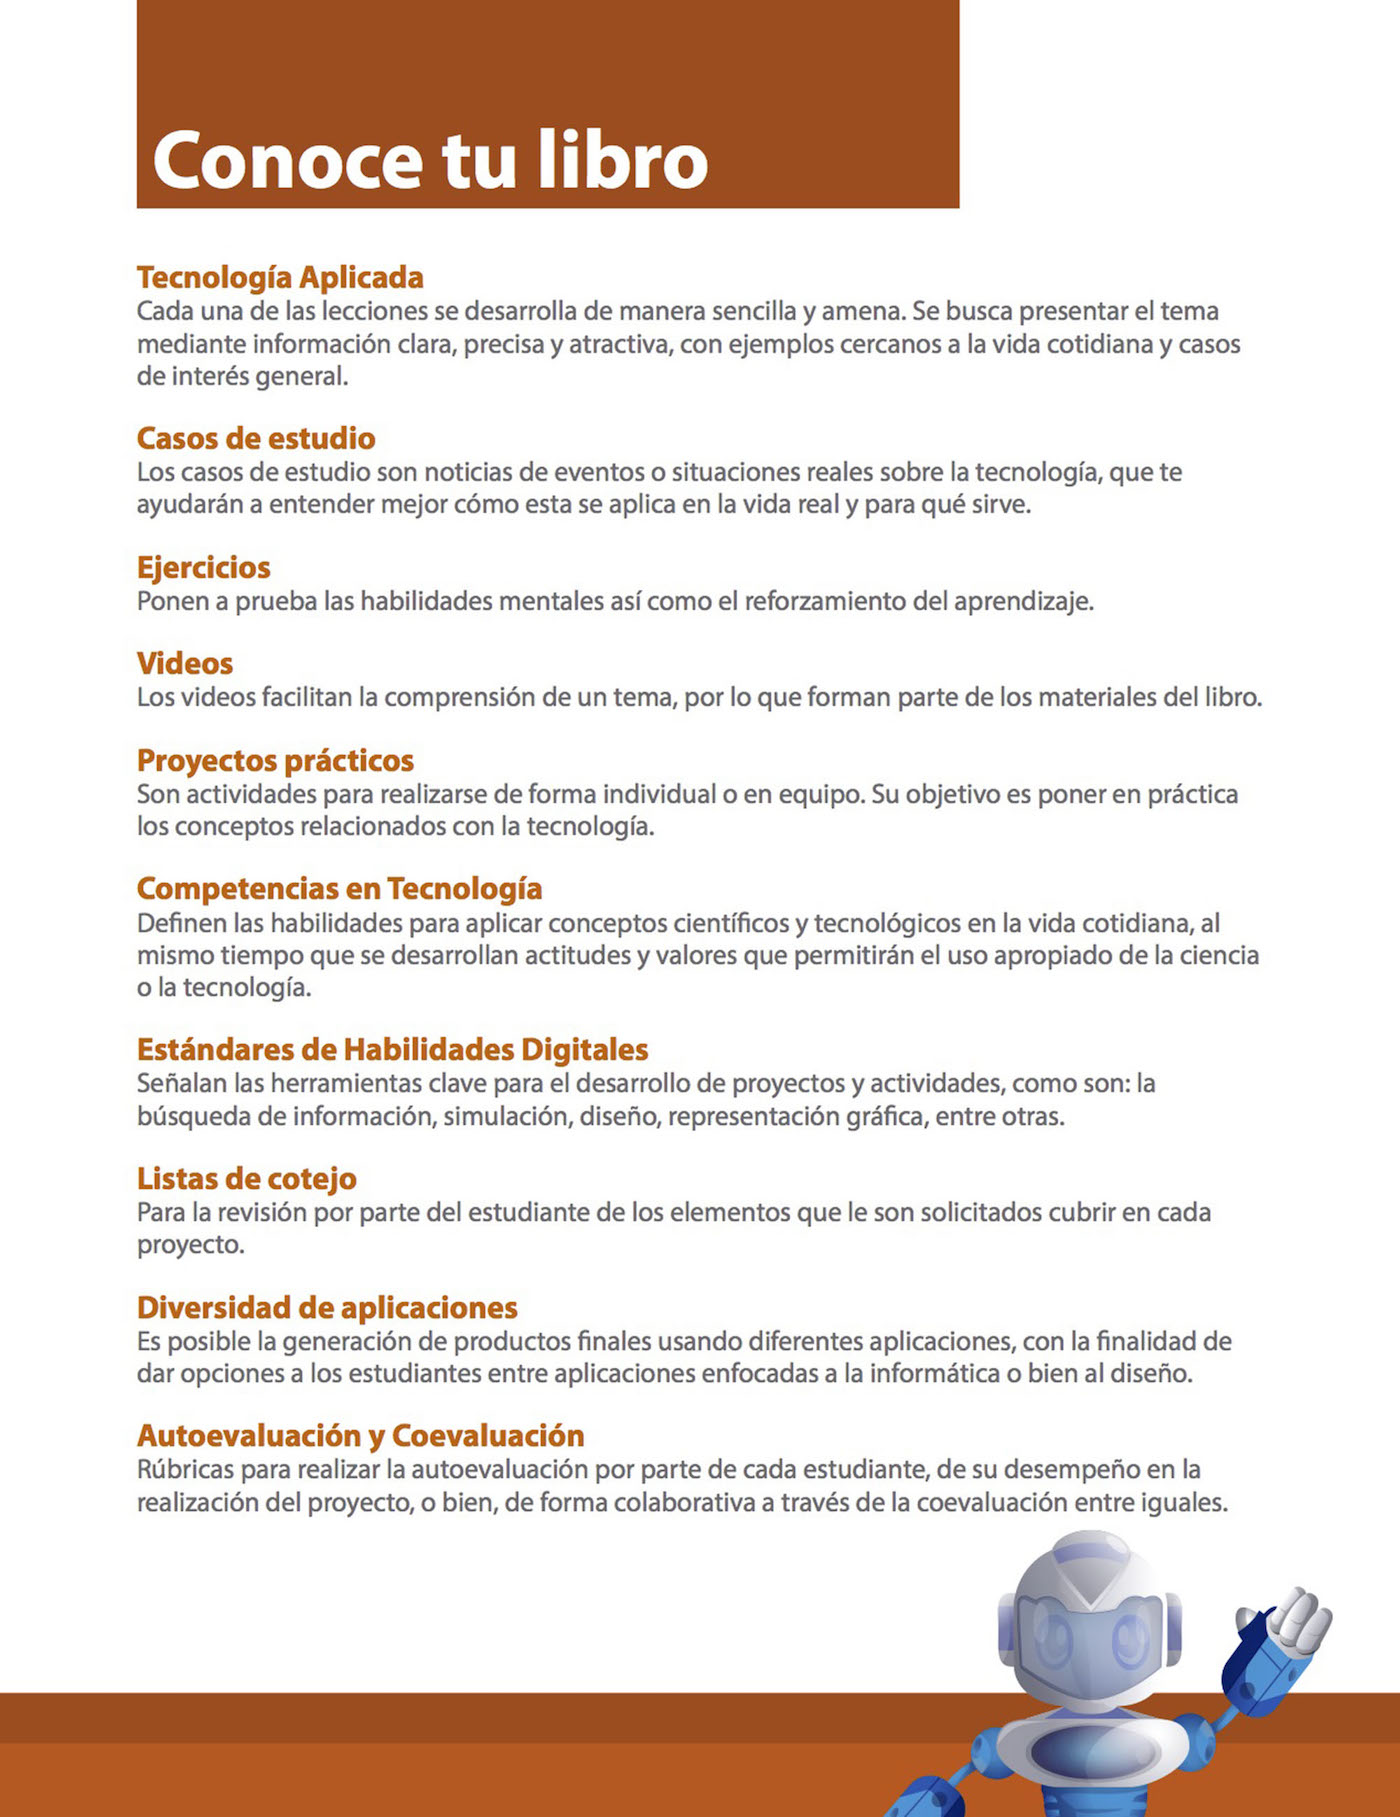 Conoce tu libro
Tecnología Aplicada
Cada una de las lecciones se desarrolla de manera sencilla y amena. Se busca presentar el tema
mediante información clara, precisa y atractiva, con ejemplos cercanos a la vida cotidiana y casos
de interés general.
Casos de estudio
Los casos de estudio son noticias de eventos o situaciones reales sobre la tecnología, que te
ayudarán a entender mejor cómo esta se aplica en la vida real y para qué sirve.
Ejercicios
Ponen a prueba las habilidades mentales así como el reforzamiento del aprendizaje.
Videos
Los videos facilitan la comprensión de un tema, por lo que forman parte de los materiales del libro.
Proyectos prácticos
Son actividades para realizarse de forma individual o en equipo. Su objetivo es poner en práctica
los conceptos relacionados con la tecnología.
Competencias en Tecnología
Definen las habilidades para aplicar conceptos científicos y tecnológicos en la vida cotidiana, al
mismo tiempo que se desarrollan actitudes y valores que permitirán el uso apropiado de la ciencia
o la tecnología.
Estándares de Habilidades Digitales
Señalan las herramientas clave para el desarrollo de proyectos y actividades, como son: la
búsqueda de información, simulación, diseño, representación gráfica, entre otras.
Listas de cotejo
Para la revisión por parte del estudiante de los elementos que le son solicitados cubrir en cada
proyecto.
Diversidad de aplicaciones
Es posible la generación de productos finales usando diferentes aplicaciones, con la finalidad de
dar opciones a los estudiantes entre aplicaciones enfocadas a la informática o bien al diseño.
Autoevaluación y Coevaluación
Rúbricas para realizar la autoevaluación por parte de cada estudiante, de su desempeño en la
realización del proyecto, o bien, de forma colaborativa a través de la coevaluación entre iguales.